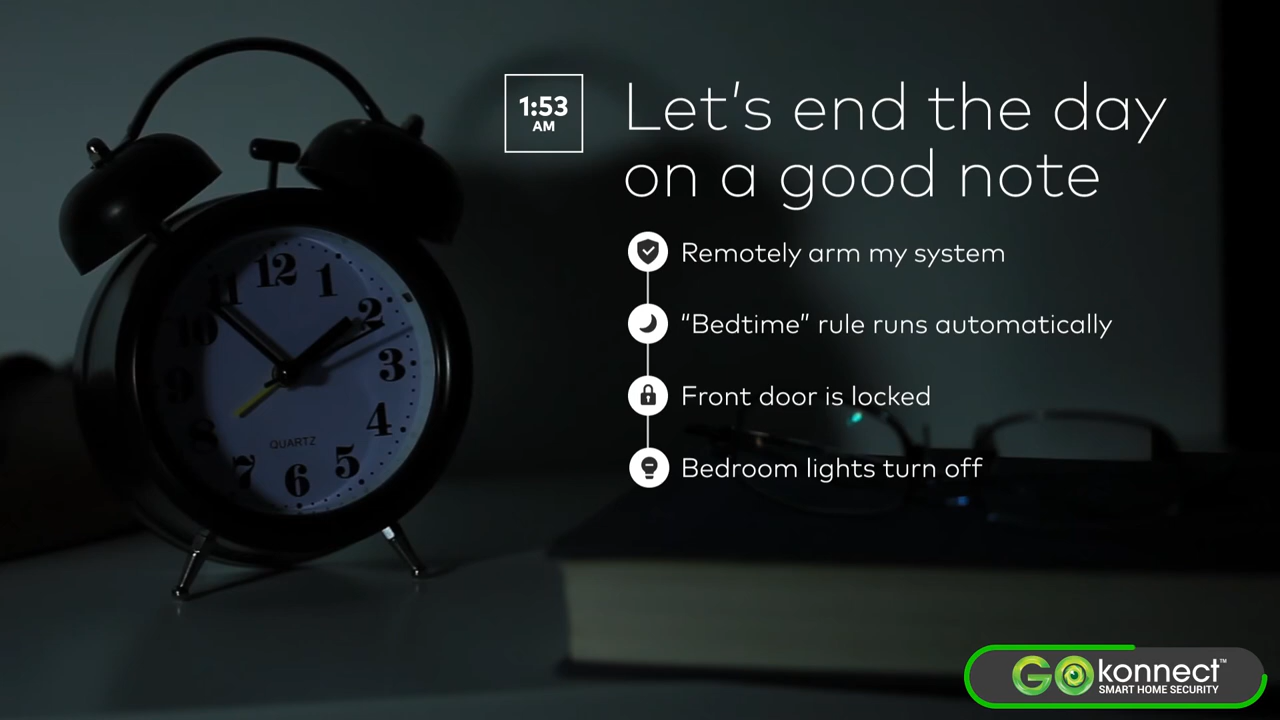 1:53
AM
Let's end the day
on a good note
Remotely arm my system
"Bedtime" rule runs automatically
Front door is locked
Bedroom lights turn off
12
1
2
3
4
5
6
7
8
9
10
11
QUARTZ
GOkonnect™
SMART HOME SECURITY